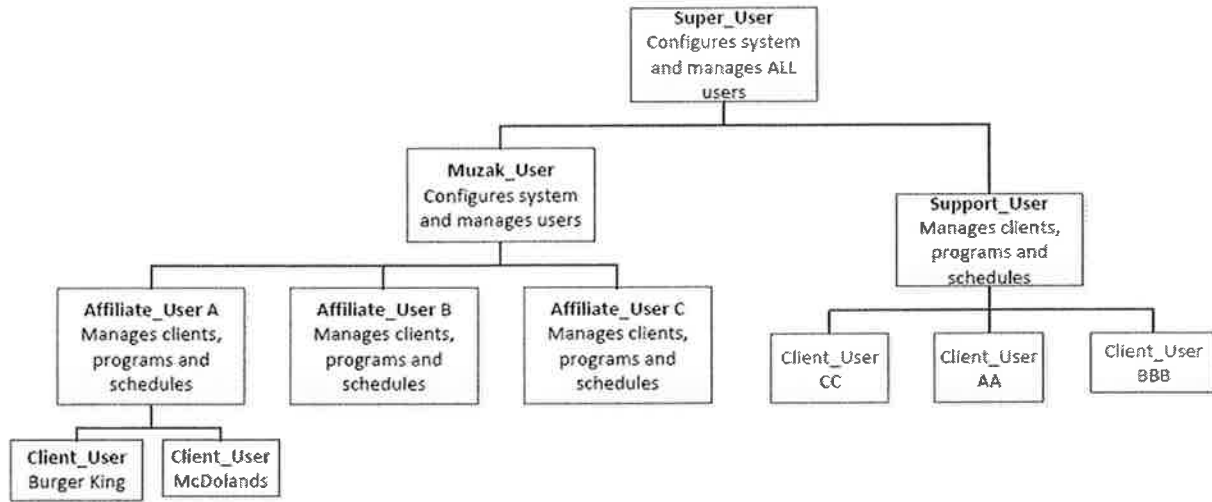 Super_User
Configures system
and manages ALL
users
Muzak_User
Configures system
and manages users
Support_User
Manages clients,
programs and
schedules
Affiliate_User A
Manages clients,
programs and
schedules
Affiliate_User B
Manages clients,
programs and
schedules
Affiliate_User C
Manages clients,
programs and
schedules
Client_User
CC
Client_User
AA
Client_User
BBB
Client_User
Burger King
Client_User
McDolands